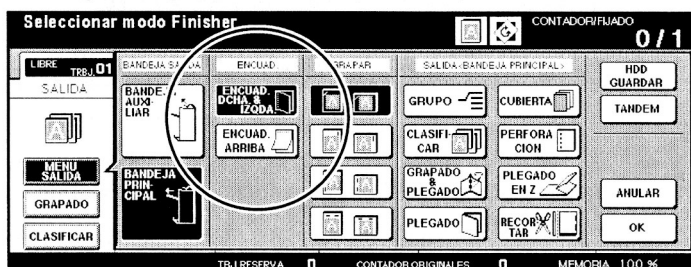 Seleccionar modo Finisher
CONTADOR/FIJADO
0/1
LIBRE TRBJ. 01
SALIDA
MENU
SALIDA
GRAPADO
CLASIFICAR
BANDEJA SALIDA
BANDEJA
AUXI-
LIAR
BANDEJA
PRIN-
CIPAL
ENCUAD.
ENCUAD.
DCHA. &
IZQDA.
ENCUAD.
ARRIBA
GRAPAR
SALIDA<BANDEJA PRINCIPAL>
GRUPO
CUBIERTA
CLASIFI-
CAR
PERFORA
CION
GRAPADO
&
PLEGADO
PLEGADO
EN Z
PLEGADO
RECOR
TAR
HDD
GUARDAR
TANDEM
ANULAR
OK
TRJ.RESERVA 0 CONTADOR ORIGINALES 0 MEMORIA 100 %